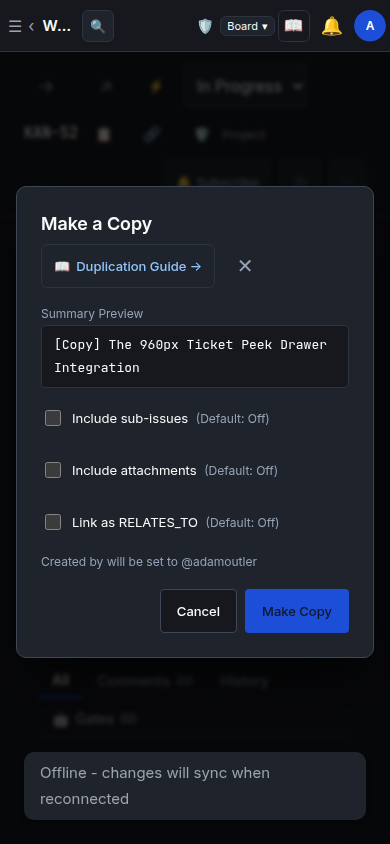 ☰ ‹ W... 🔍 🛡️ Board ▾ 📖 🔔 A
In Progress
KAN-52 Project
Subscribe
Make a Copy
📖 Duplication Guide → ✕
Summary Preview
[Copy] The 960px Ticket Peek Drawer
Integration
Include sub-issues (Default: Off)
Include attachments (Default: Off)
Link as RELATES_TO (Default: Off)
Created by will be set to @adamoutler
Cancel Make Copy
All Comments History
Gates
Offline - changes will sync when
reconnected